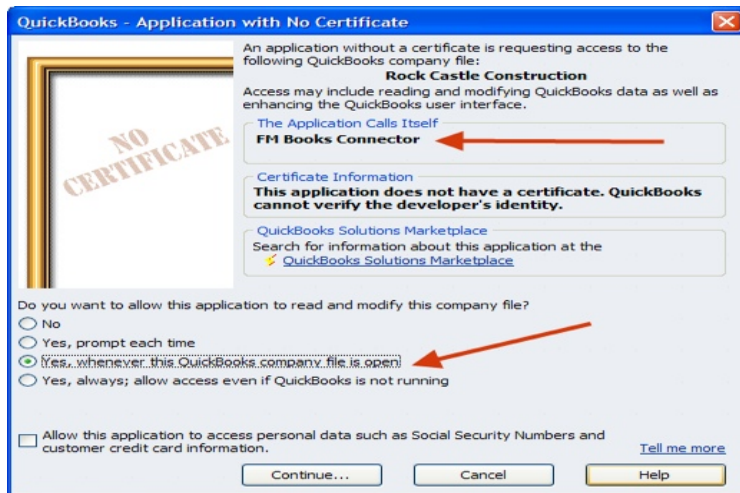 QuickBooks - Application with No Certificate
An application without a certificate is requesting access to the
following QuickBooks company file:
Rock Castle Construction
Access may include reading and modifying QuickBooks data as well as
enhancing the QuickBooks user interface.
NO
CERTIFICATE
The Application Calls Itself
FM Books Connector
Certificate Information
This application does not have a certificate. QuickBooks
cannot verify the developer's identity.
QuickBooks Solutions Marketplace
Search for information about this application at the
QuickBooks Solutions Marketplace
Do you want to allow this application to read and modify this company file?
No
Yes, prompt each time
Yes, whenever this QuickBooks company file is open
Yes, always; allow access even if QuickBooks is not running
Allow this application to access personal data such as Social Security Numbers and
customer credit card information.
Tell me more
Continue...
Cancel
Help